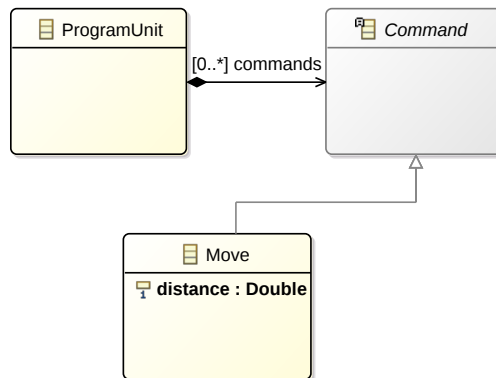 ProgramUnit
Command
[0..*] commands
Move
distance : Double